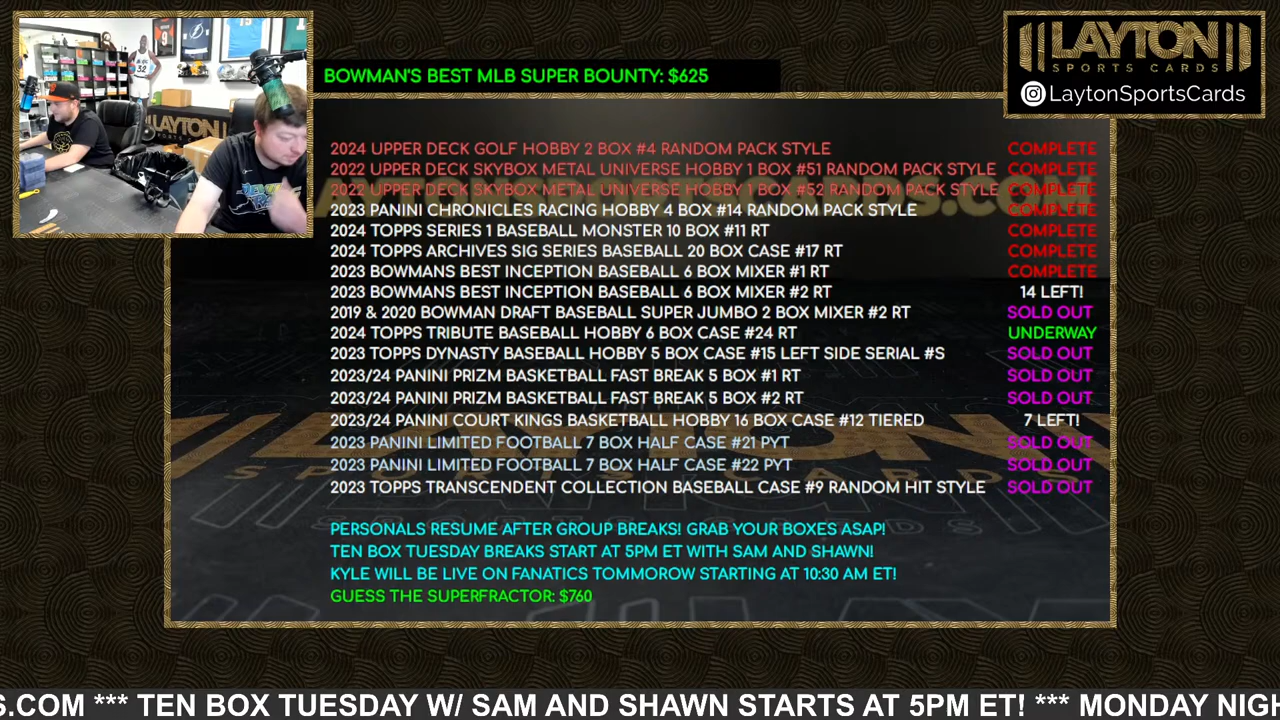 BOWMAN'S BEST MLB SUPER BOUNTY: $625
LAYTON
SPORTS CARDS
LaytonSportsCards
2024 UPPER DECK GOLF HOBBY 2 BOX #4 RANDOM PACK STYLE COMPLETE
2022 UPPER DECK SKYBOX METAL UNIVERSE HOBBY 1 BOX #51 RANDOM PACK STYLE COMPLETE
2022 UPPER DECK SKYBOX METAL UNIVERSE HOBBY 1 BOX #52 RANDOM PACK STYLE COMPLETE
2023 PANINI CHRONICLES RACING HOBBY 4 BOX #14 RANDOM PACK STYLE COMPLETE
2024 TOPPS SERIES 1 BASEBALL MONSTER 10 BOX #11 RT COMPLETE
2024 TOPPS ARCHIVES SIG SERIES BASEBALL 20 BOX CASE #17 RT COMPLETE
2023 BOWMANS BEST INCEPTION BASEBALL 6 BOX MIXER #1 RT COMPLETE
2023 BOWMANS BEST INCEPTION BASEBALL 6 BOX MIXER #2 RT 14 LEFT!
2019 & 2020 BOWMAN DRAFT BASEBALL SUPER JUMBO 2 BOX MIXER #2 RT SOLD OUT
2024 TOPPS TRIBUTE BASEBALL HOBBY 6 BOX CASE #24 RT UNDERWAY
2023 TOPPS DYNASTY BASEBALL HOBBY 5 BOX CASE #15 LEFT SIDE SERIAL #S SOLD OUT
2023/24 PANINI PRIZM BASKETBALL FAST BREAK 5 BOX #1 RT SOLD OUT
2023/24 PANINI PRIZM BASKETBALL FAST BREAK 5 BOX #2 RT SOLD OUT
2023/24 PANINI COURT KINGS BASKETBALL HOBBY 16 BOX CASE #12 TIERED 7 LEFT!
2023 PANINI LIMITED FOOTBALL 7 BOX HALF CASE #21 PYT SOLD OUT
2023 PANINI LIMITED FOOTBALL 7 BOX HALF CASE #22 PYT SOLD OUT
2023 TOPPS TRANSCENDENT COLLECTION BASEBALL CASE #9 RANDOM HIT STYLE SOLD OUT
PERSONALS RESUME AFTER GROUP BREAKS! GRAB YOUR BOXES ASAP!
TEN BOX TUESDAY BREAKS START AT 5PM ET WITH SAM AND SHAWN!
KYLE WILL BE LIVE ON FANATICS TOMMOROW STARTING AT 10:30 AM ET!
GUESS THE SUPERFRACTOR: $760
S.COM *** TEN BOX TUESDAY W/ SAM AND SHAWN STARTS AT 5PM ET! *** MONDAY NIGH